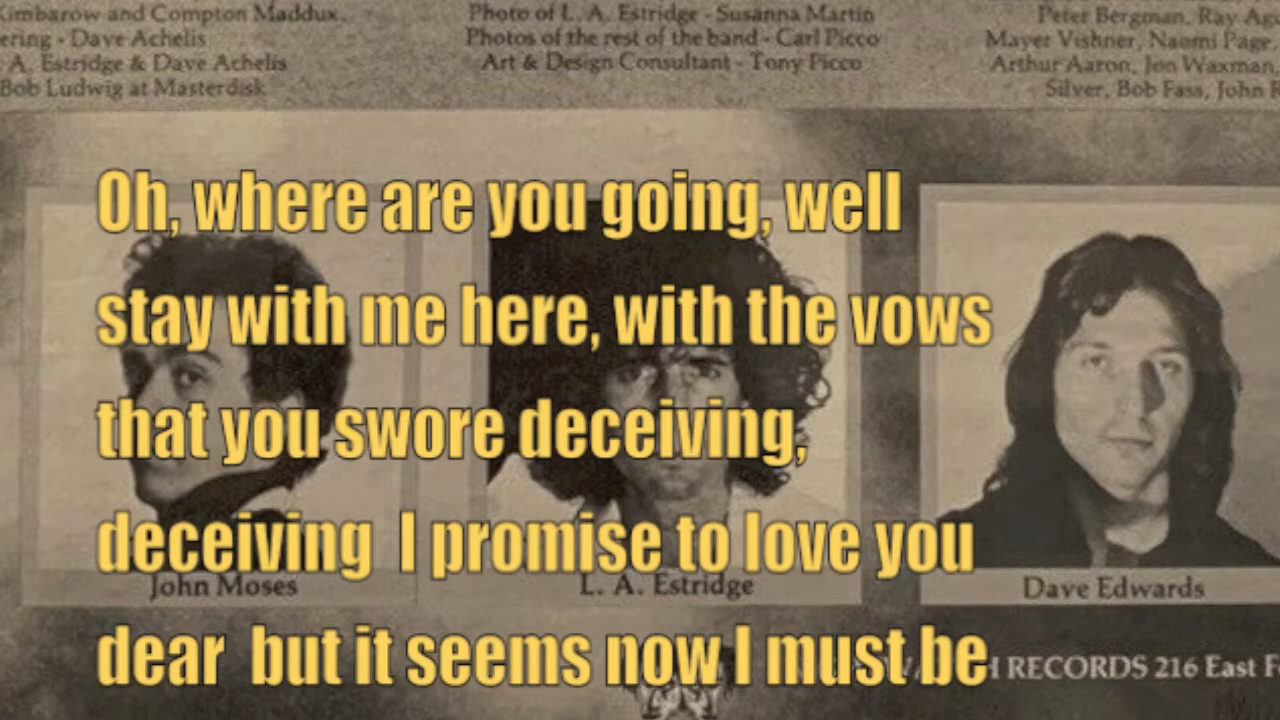 Kimbarow and Compton Maddux.
Photo of L. A. Estridge - Susanna Martin
Peter Bergman, Ray
ering - Dave Achelis
Photos of the rest of the band - Carl Picco
Mayer Vishner, Naomi Page,
A. Estridge & Dave Achelis
Art & Design Consultant - Tony Picco
Arthur Aaron, Jon Waxman,
Bob Ludwig at Masterdisk
Silver, Bob Fass, John
Oh, where are you going, well
stay with me here, with the vows
that you swore deceiving,
deceiving I promise to love you
John Moses
L. A. Estridge
Dave Edwards
dear but it seems now I must be
RECORDS 216 East